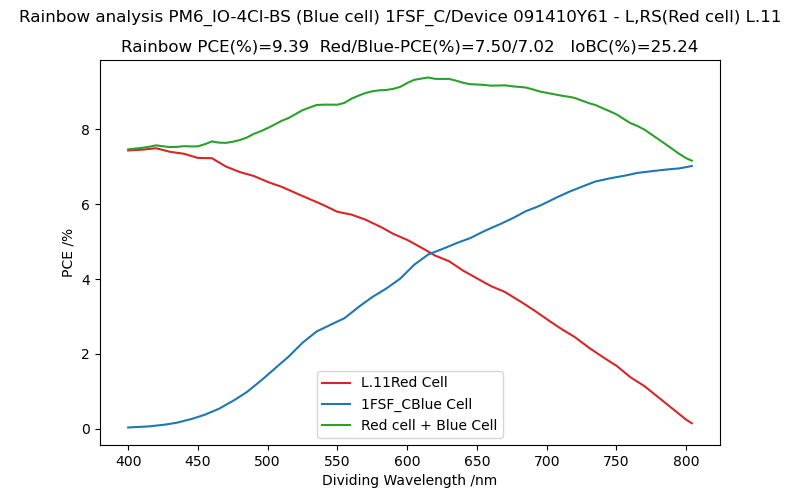 Rainbow analysis PM6_IO-4Cl-BS (Blue cell) 1FSF_C/Device 091410Y61 - L,RS(Red cell) L.11
Rainbow PCE(%)=9.39  Red/Blue-PCE(%)=7.50/7.02   IoBC(%)=25.24
PCE /%
8
6
4
2
0
L.11Red Cell
1FSF_CBlue Cell
Red cell + Blue Cell
400 450 500 550 600 650 700 750 800
Dividing Wavelength /nm